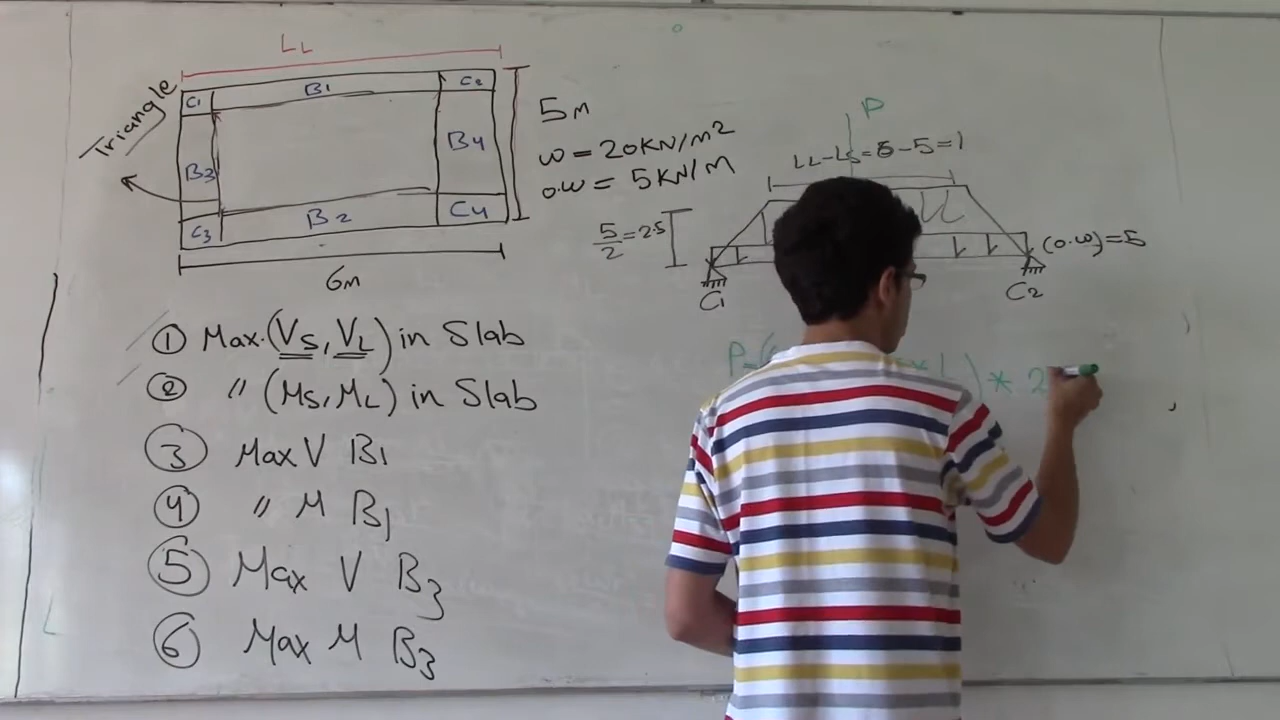 LL
C1 B1 C2
Triangle
B3
B4
C3 B2 C4
6m
5m
w = 20KN/m2
o.w = 5KN/M
① Max.(Vs, VL) in Slab
② " (Ms, ML) in Slab
③ Max V B1
④ " M B1
⑤ Max V B3
⑥ Max M B3
P
LL-LS=6-5=1
5/2=2.5
(o.w)=5
C1
C2
P=(
*L) * 2